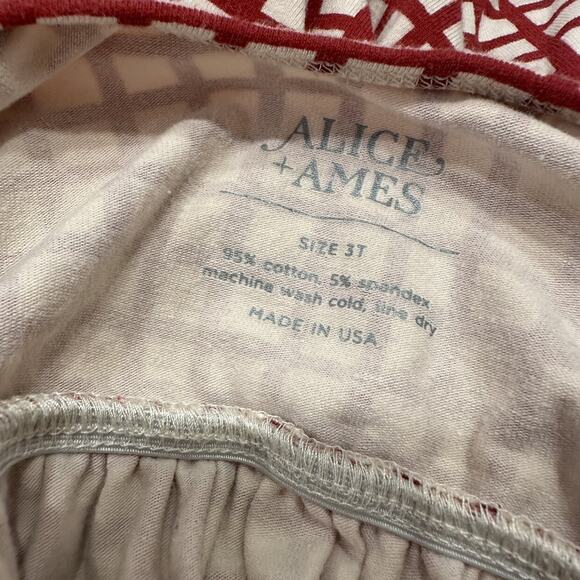 ALICE
+AMES
SIZE 3T
95% cotton, 5% spandex
machine wash cold, line dry
MADE IN USA